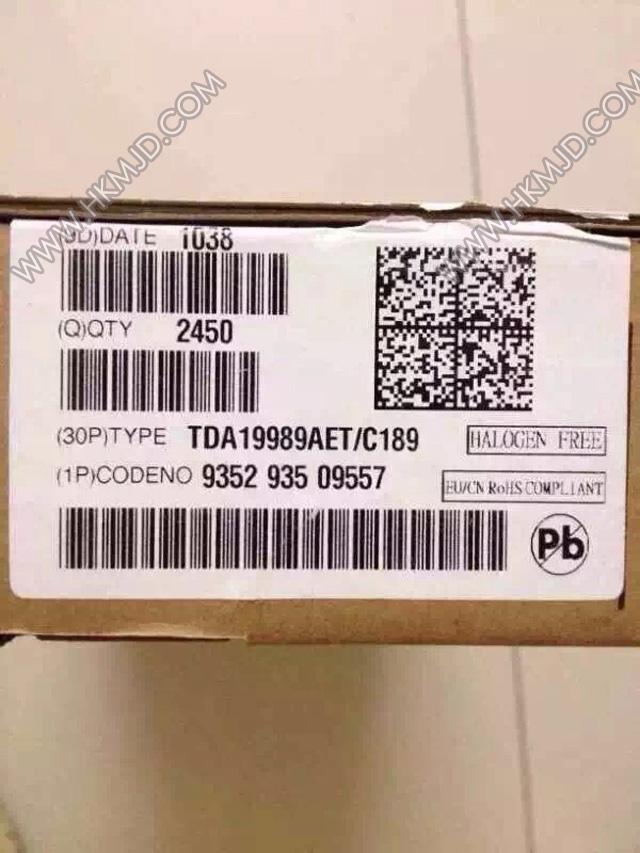 WWW.HKMJD.COM
WWW.HKMJD.COM
(9D)DATE 1038
(Q)QTY 2450
(30P)TYPE TDA19989AET/C189
HALOGEN FREE
(1P)CODENO 9352 935 09557
EU/CN RoHS COMPLIANT
Pb